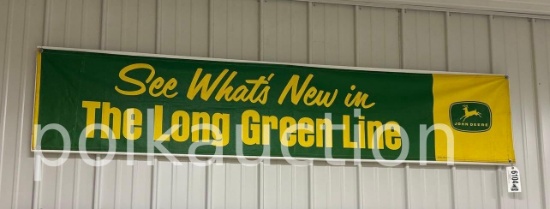 See What's New in
The Long Green Line
JOHN DEERE
polkauction